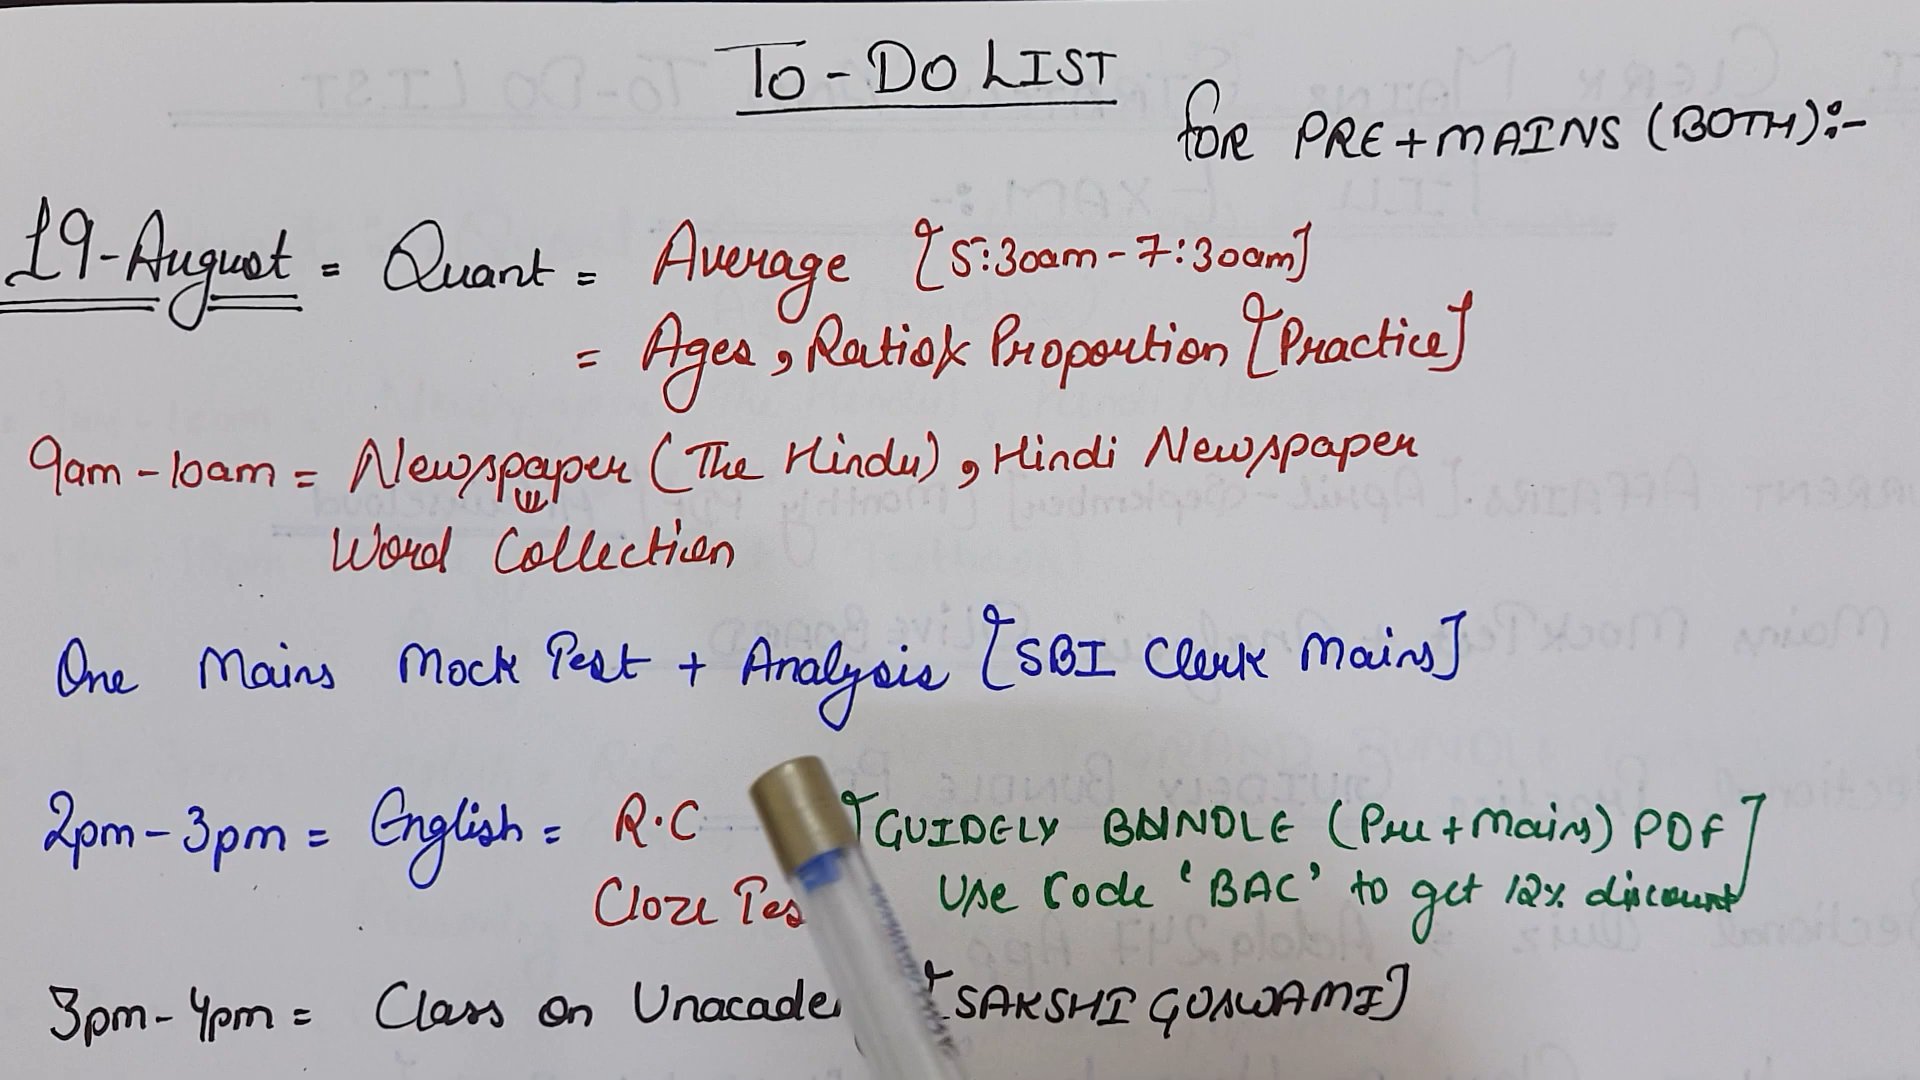 TO-DO LIST
for PRE+MAINS (BOTH):-
19-August = Quant = Average [5:30am-7:30am]
= Ages, Ratio & Proportion [Practice]
9am-10am = Newspaper (The Hindu), Hindi Newspaper
Word Collection
One Mains Mock Test + Analysis [SBI Clerk Mains]
2pm-3pm = English = R.C [GUIDELY BUNDLE (Pre+Mains) PDF]
Cloze Tes Use Code 'BAC' to get 12% discount
3pm-4pm = Class on Unacade [SAKSHI GOSWAMI]